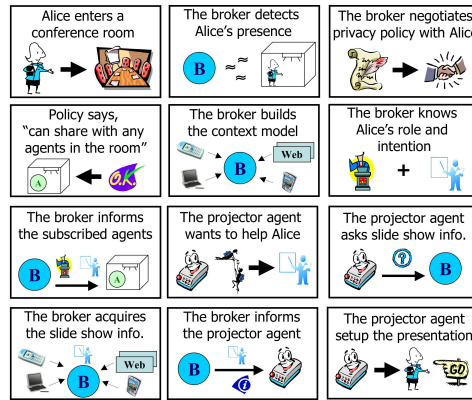 Alice enters a
conference room
The broker detects
Alice's presence
B
The broker negotiates
privacy policy with Alice
Policy says,
"can share with any
agents in the room"
A
O.K.
The broker builds
the context model
B
Web
The broker knows
Alice's role and
intention
+
The broker informs
the subscribed agents
B
A
The projector agent
wants to help Alice
The projector agent
asks slide show info.
?
B
The broker acquires
the slide show info.
B
Web
The broker informs
the projector agent
B
i
The projector agent
setup the presentation
GO